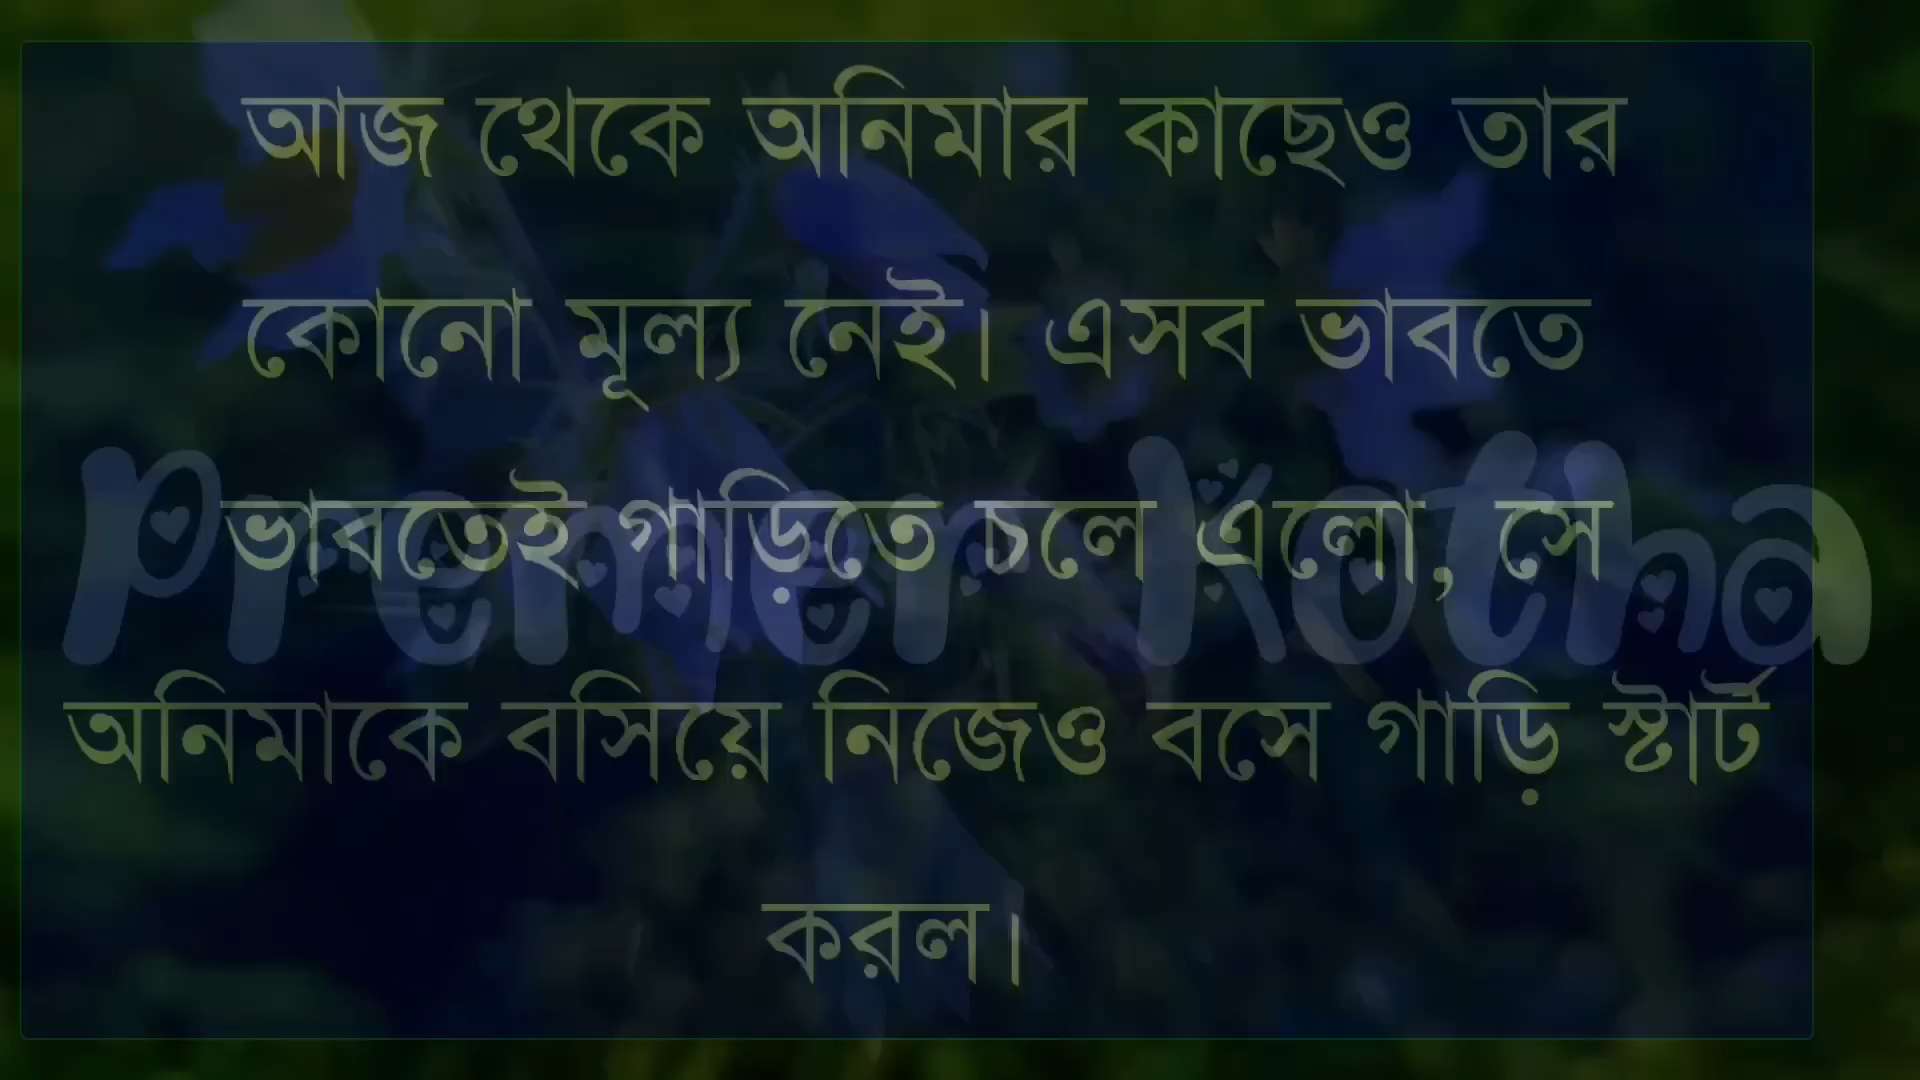 আজ থেকে অনিমার কাছেও তার
কোনো মূল্য নেই। এসব ভাবতে
ভাবতেই গাড়িতে চলে এলো, সে
Premer Kotha
অনিমাকে বসিয়ে নিজেও বসে গাড়ি স্টার্ট
করল।